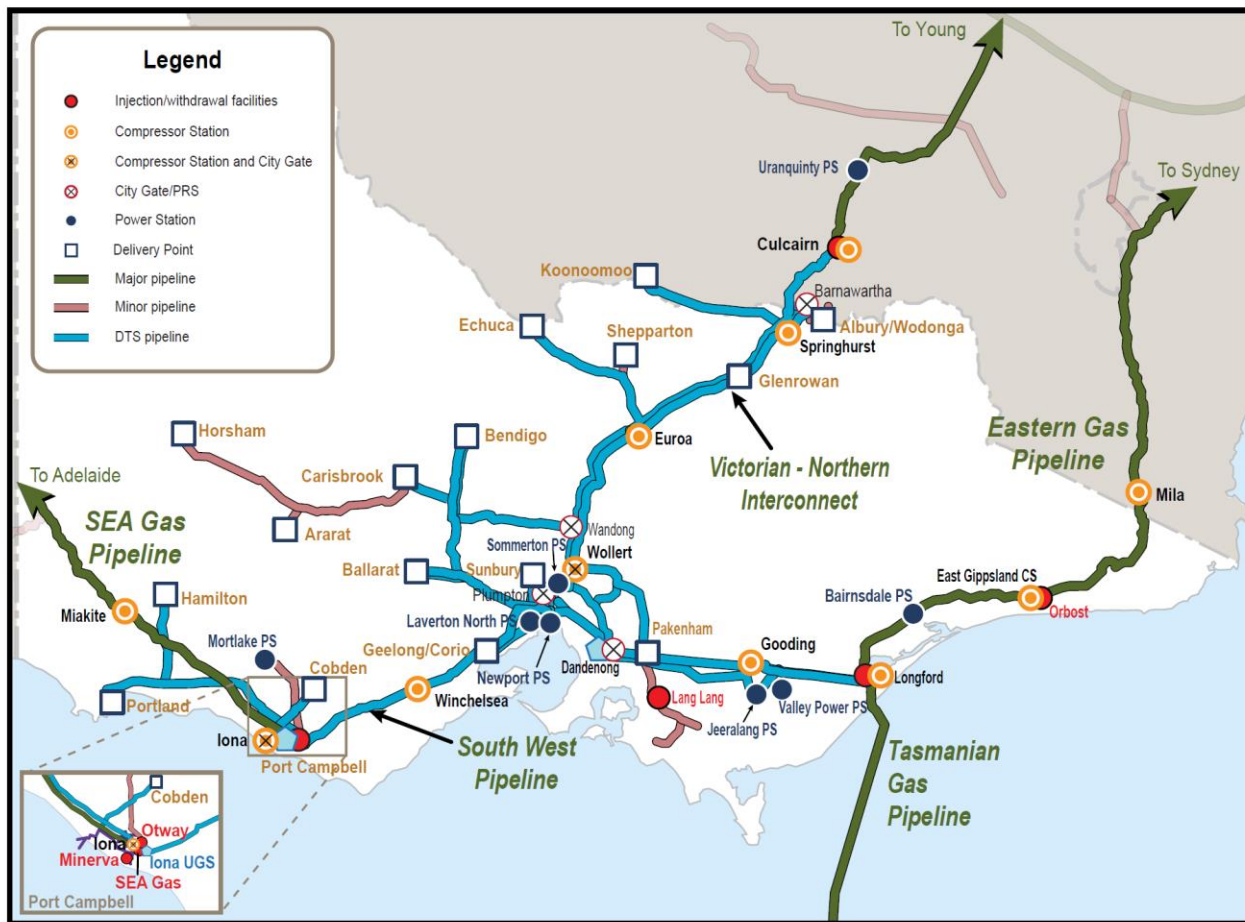 Legend
Injection/withdrawal facilities
Compressor Station
Compressor Station and City Gate
City Gate/PRS
Power Station
Delivery Point
Major pipeline
Minor pipeline
DTS pipeline
To Young
To Sydney
Uranquinty PS
Culcairn
Koonoomoo
Barnawartha
Echuca
Shepparton
Albury/Wodonga
Springhurst
Glenrowan
Horsham
Bendigo
Euroa
Eastern Gas
Pipeline
Victorian - Northern
Interconnect
Carisbrook
To Adelaide
Mila
SEA Gas
Pipeline
Ararat
Wandong
Sommerton PS
Wollert
Ballarat
Sunbury
East Gippsland CS
Plumpton
Hamilton
Miakite
Bairnsdale PS
Orbost
Laverton North PS
Mortlake PS
Pakenham
Gooding
Geelong/Corio
Cobden
Dandenong
Newport PS
Longford
Winchelsea
Lang Lang
Valley Power PS
Portland
Jeeralang PS
Iona
South West
Pipeline
Port Campbell
Tasmanian
Gas
Pipeline
Cobden
Otway
Iona
Minerva
Iona UGS
SEA Gas
Port Campbell